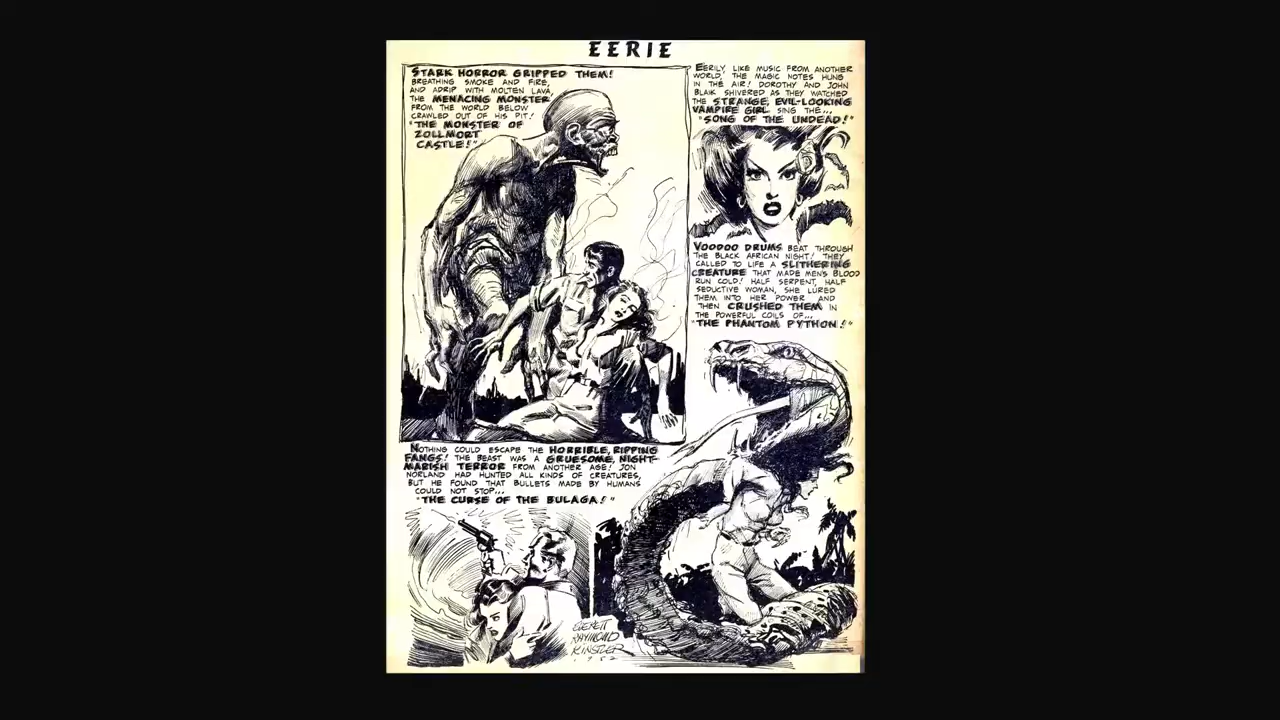 EERIE
STARK HORROR GRIPPED THEM!
BREATHING SMOKE AND FIRE,
AND ADRIP WITH MOLTEN LAVA,
THE MENACING MONSTER
FROM THE WORLD BELOW
CRAWLED OUT OF HIS PIT!
"THE MONSTER OF
ZOLLMORT
CASTLE!"
EERILY, LIKE MUSIC FROM ANOTHER
WORLD, THE MAGIC NOTES HUNG
IN THE AIR! DOROTHY AND JOHN
BLAIK SHIVERED AS THEY WATCHED
THE STRANGE, EVIL-LOOKING
VAMPIRE GIRL SING THE...
"SONG OF THE UNDEAD!"
VOODOO DRUMS BEAT THROUGH
THE BLACK AFRICAN NIGHT! THEY
CALLED TO LIFE A SLITHERING
CREATURE THAT MADE MEN'S BLOOD
RUN COLD! HALF SERPENT, HALF
SEDUCTIVE WOMAN, SHE LURED
THEM INTO HER POWER AND
THEN CRUSHED THEM IN
THE POWERFUL COILS OF...
"THE PHANTOM PYTHON!"
NOTHING COULD ESCAPE THE HORRIBLE, RIPPING
FANGS! THE BEAST WAS A GRUESOME, NIGHT-
MARISH TERROR FROM ANOTHER AGE! JON
NORLAND HAD HUNTED ALL KINDS OF CREATURES,
BUT HE FOUND THAT BULLETS MADE BY HUMANS
COULD NOT STOP...
"THE CURSE OF THE BULAGA!"
EVERETT
RAYMOND
KINSTLER
1952